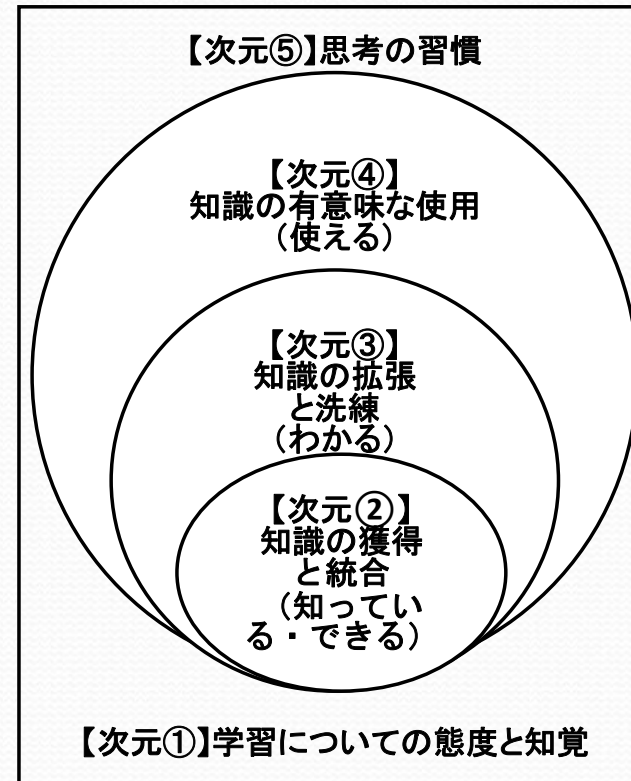 【次元⑤】思考の習慣
【次元④】
知識の有意味な使用
（使える）
【次元③】
知識の拡張
と洗練
（わかる）
【次元②】
知識の獲得
と統合
（知ってい
る・できる）
【次元①】学習についての態度と知覚